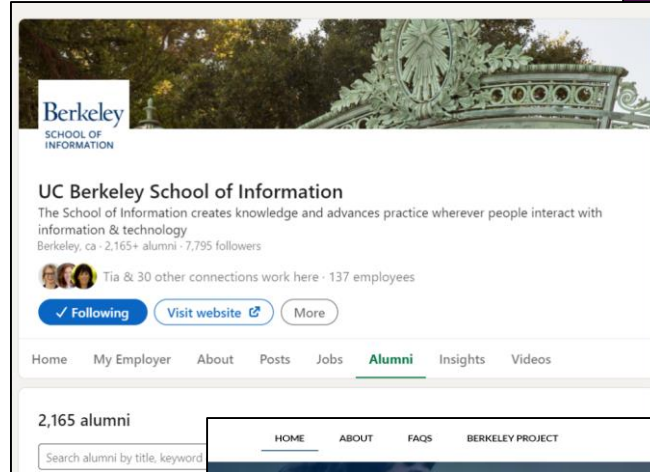 Berkeley
SCHOOL OF
INFORMATION
UC Berkeley School of Information
The School of Information creates knowledge and advances practice wherever people interact with
information & technology
Berkeley, ca · 2,165+ alumni · 7,795 followers
Tia & 30 other connections work here · 137 employees
✓ Following Visit website More
Home My Employer About Posts Jobs Alumni Insights Videos
2,165 alumni
Search alumni by title, keyword
HOME ABOUT FAQS BERKELEY PROJECT